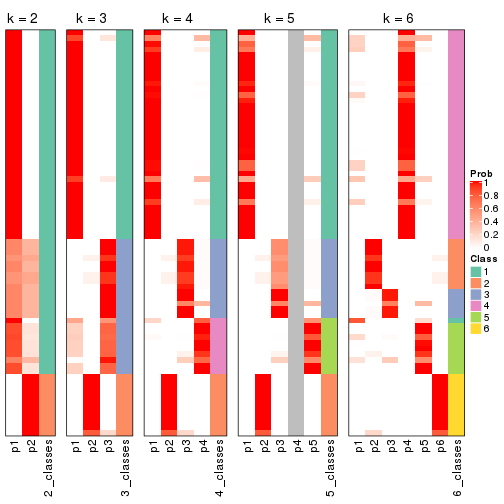 k = 2
k = 3
k = 4
k = 5
k = 6
Prob
1
0.8
0.6
0.4
0.2
0
Class
1
2
3
4
5
6
p1
p2
2_classes
p1
p2
p3
3_classes
p1
p2
p3
p4
4_classes
p1
p2
p3
p4
p5
5_classes
p1
p2
p3
p4
p5
p6
6_classes